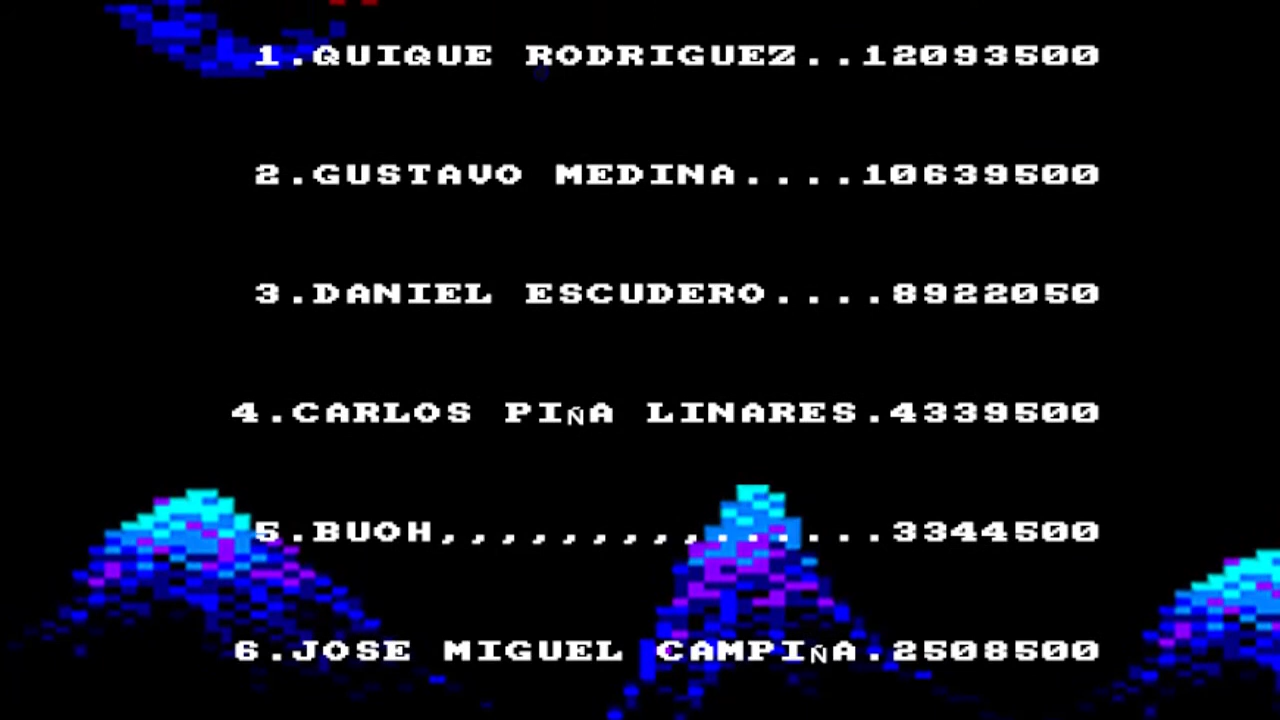 1.QUIQUE RODRIGUEZ..12093500
2.GUSTAVO MEDINA....10639500
3.DANIEL ESCUDERO....8922050
4.CARLOS PIÑA LINARES.4339500
5.BUOH,,,,,,,,,......3344500
6.JOSE MIGUEL CAMPIÑA.2508500